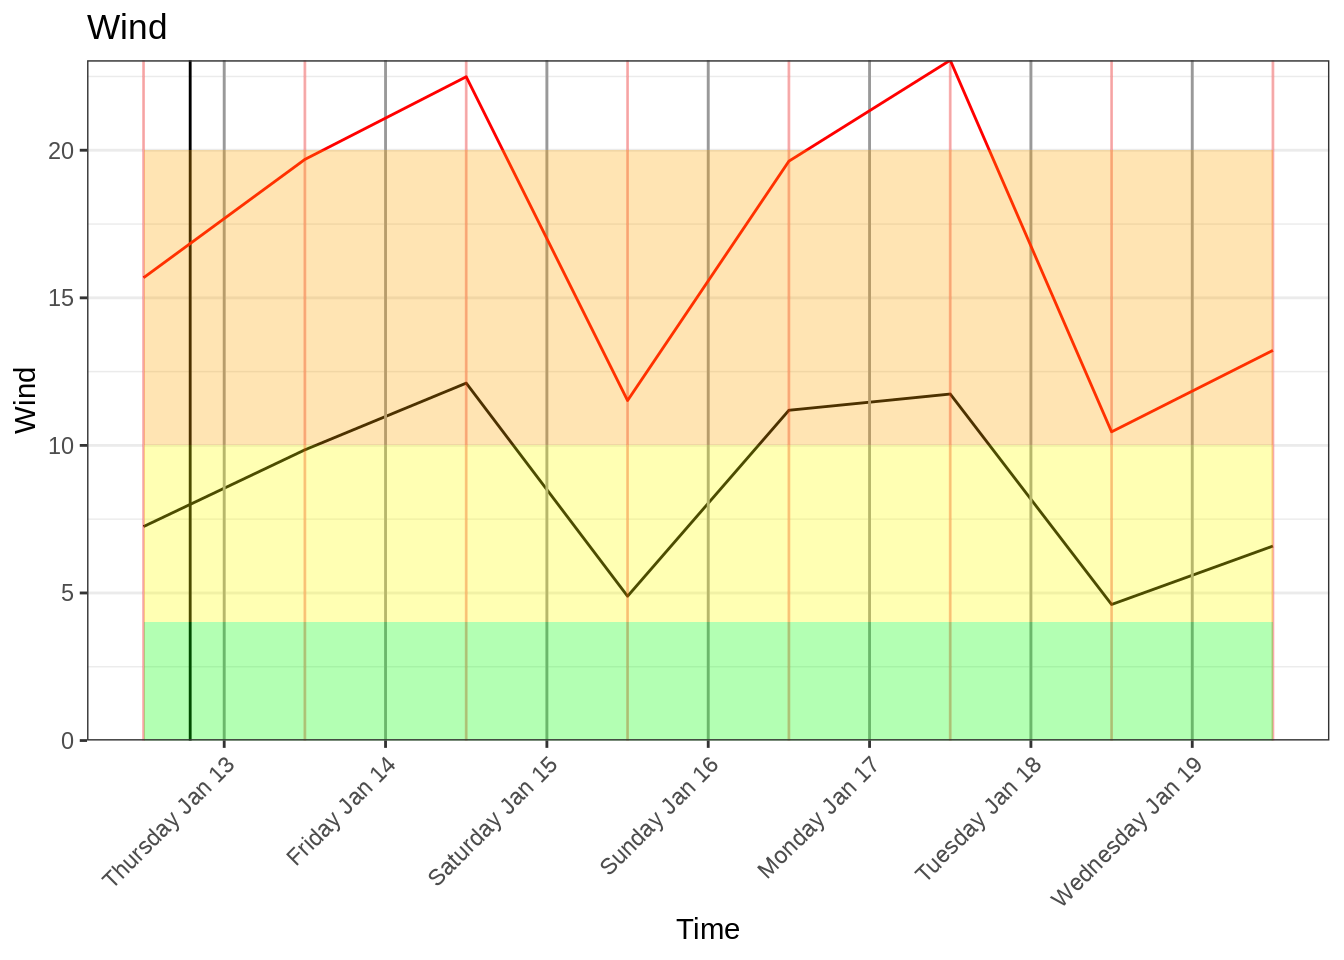 Wind
Wind
20
15
10
5
0
Thursday Jan 13
Friday Jan 14
Saturday Jan 15
Sunday Jan 16
Monday Jan 17
Tuesday Jan 18
Wednesday Jan 19
Time